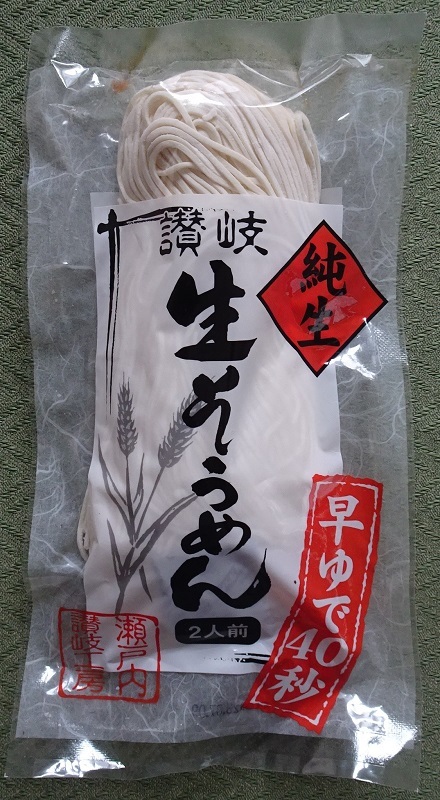 讃岐
純生
生そうめん
2人前
早ゆで40秒
瀬戸内
讃岐工房